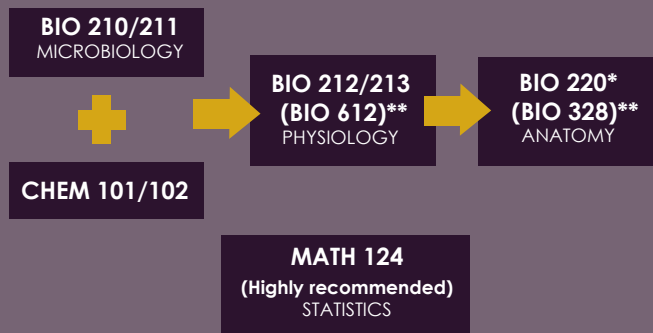 BIO 210/211
MICROBIOLOGY
CHEM 101/102
BIO 212/213
(BIO 612)**
PHYSIOLOGY
BIO 220*
(BIO 328)**
ANATOMY
MATH 124
(Highly recommended)
STATISTICS